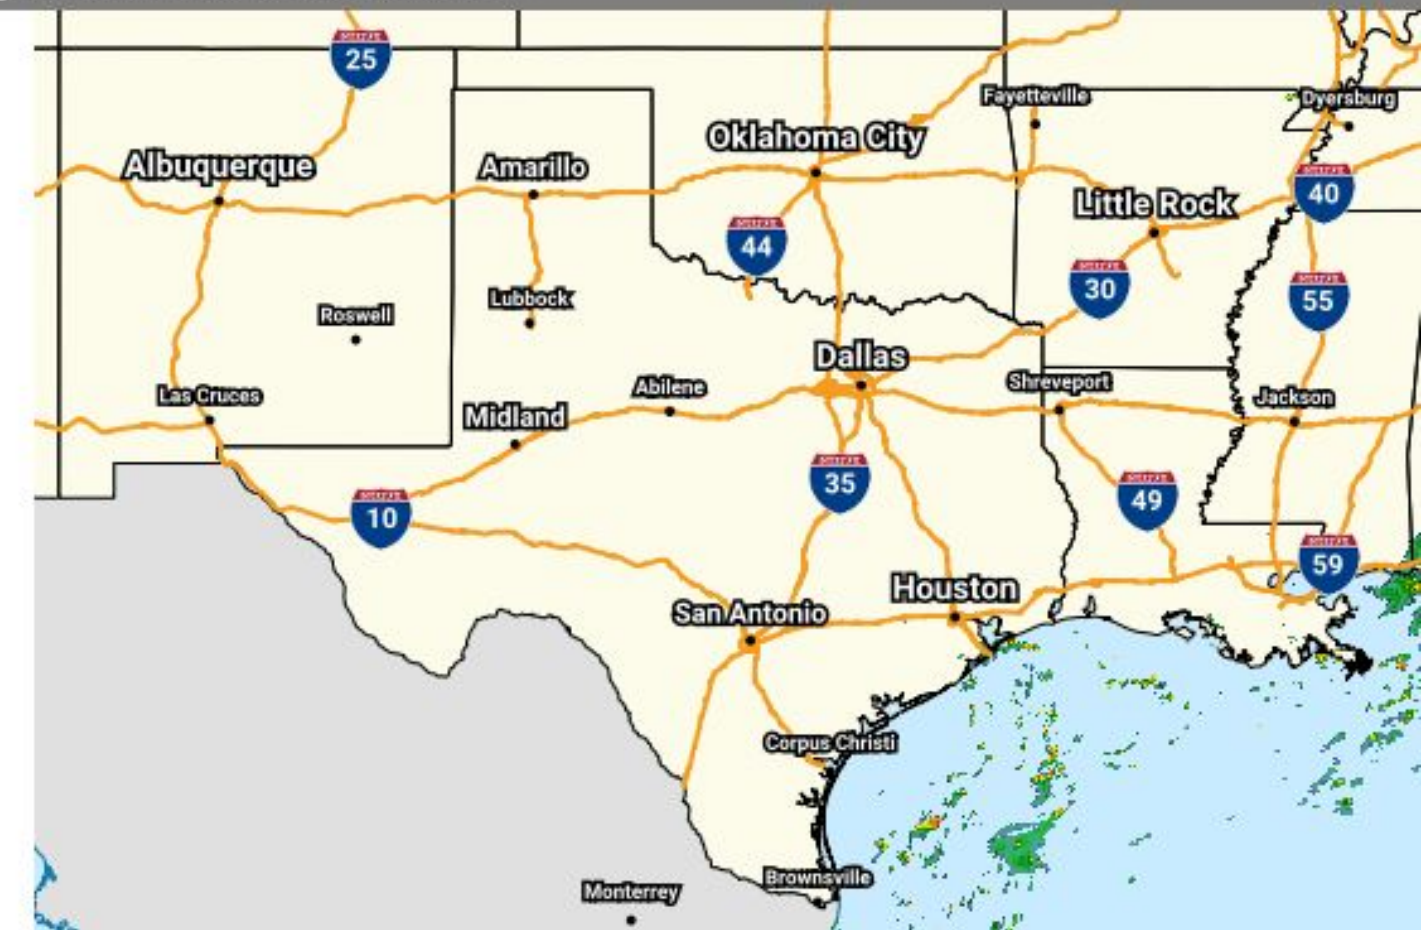 25
Fayetteville
Dyersburg
Oklahoma City
Albuquerque
Amarillo
40
Little Rock
44
30
55
Lubbock
Roswell
Dallas
Las Cruces
Abilene
Shreveport
Jackson
Midland
35
49
10
59
Houston
San Antonio
Corpus Christi
Brownsville
Monterrey